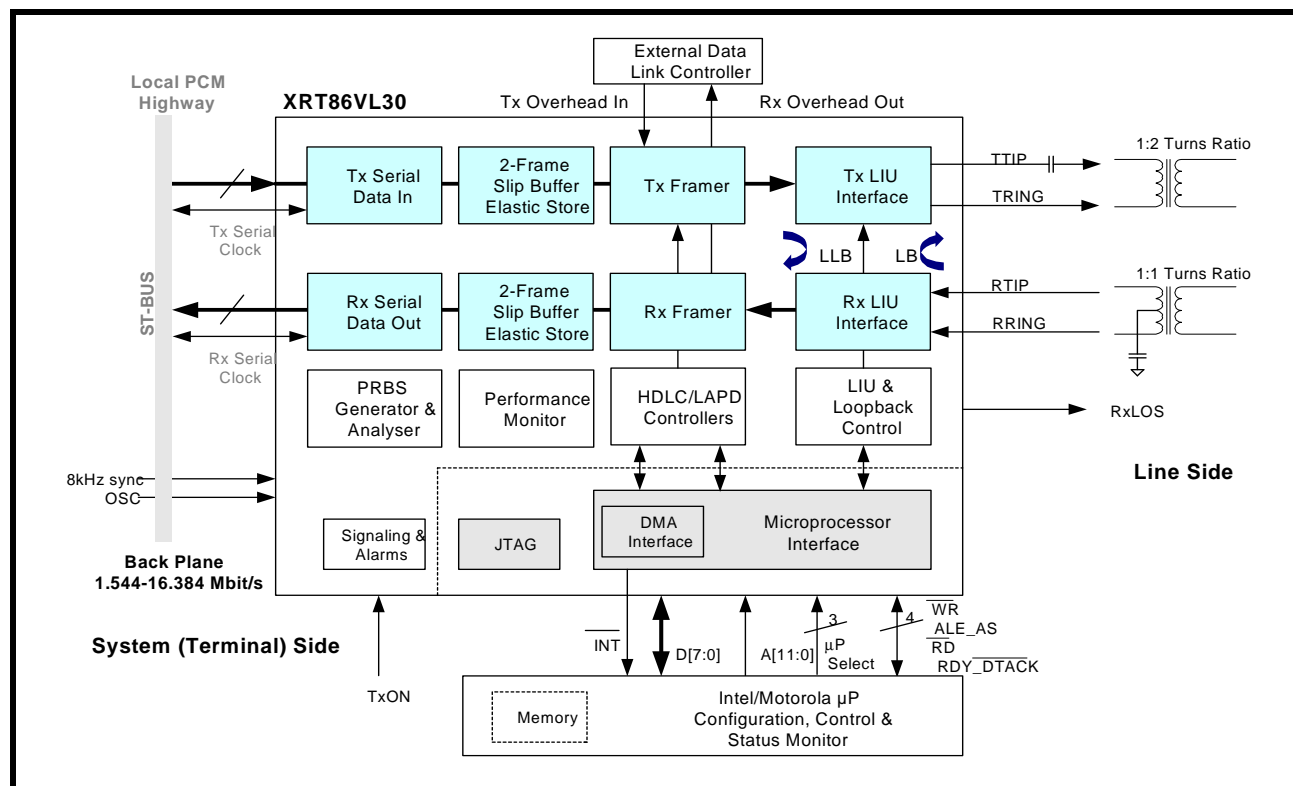 External Data
Link Controller
Local PCM
Highway
XRT86VL30
Tx Overhead In
Rx Overhead Out
Tx Serial
Data In
2-Frame
Slip Buffer
Elastic Store
Tx Framer
Tx LIU
Interface
TTIP
TRING
1:2 Turns Ratio
Tx Serial
Clock
LLB
LB
ST-BUS
Rx Serial
Data Out
2-Frame
Slip Buffer
Elastic Store
Rx Framer
Rx LIU
Interface
RTIP
RRING
1:1 Turns Ratio
Rx Serial
Clock
PRBS
Generator &
Analyser
Performance
Monitor
HDLC/LAPD
Controllers
LIU &
Loopback
Control
RxLOS
8kHz sync
OSC
Line Side
Signaling &
Alarms
JTAG
DMA
Interface
Microprocessor
Interface
Back Plane
1.544-16.384 Mbit/s
System (Terminal) Side
TxON
INT
D[7:0]
A[11:0]
3
µP
Select
4
WR
ALE_AS
RD
RDY_DTACK
Memory
Intel/Motorola µP
Configuration, Control &
Status Monitor